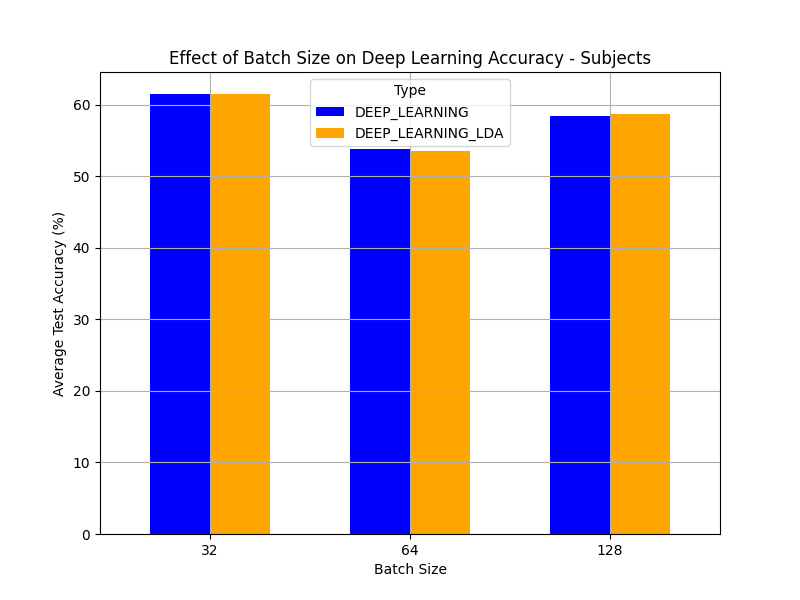 Effect of Batch Size on Deep Learning Accuracy - Subjects
Type
DEEP_LEARNING
DEEP_LEARNING_LDA
Average Test Accuracy (%)
60
50
40
30
20
10
0
32
64
128
Batch Size